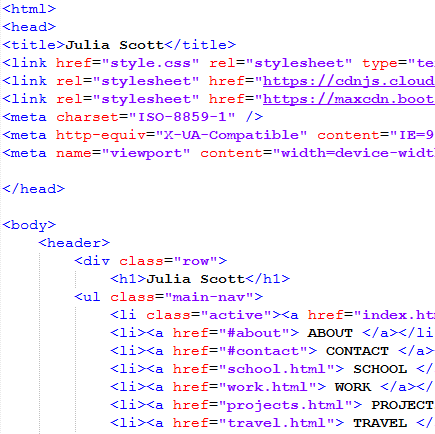 <html>
<head>
<title>Julia Scott</title>
<link href="style.css" rel="stylesheet" type="te
<link rel="stylesheet" href="https://cdnjs.cloud
<link rel="stylesheet" href="https://maxcdn.boot
<meta charset="ISO-8859-1" />
<meta http-equiv="X-UA-Compatible" content="IE=9
<meta name="viewport" content="width=device-widt
</head>
<body>
<header>
<div class="row">
<h1>Julia Scott</h1>
<ul class="main-nav">
<li class="active"><a href="index.ht
<li><a href="#about"> ABOUT </a></li
<li><a href="#contact"> CONTACT </a>
<li><a href="school.html"> SCHOOL </
<li><a href="work.html"> WORK </a></
<li><a href="projects.html"> PROJECT
<li><a href="travel.html"> TRAVEL </